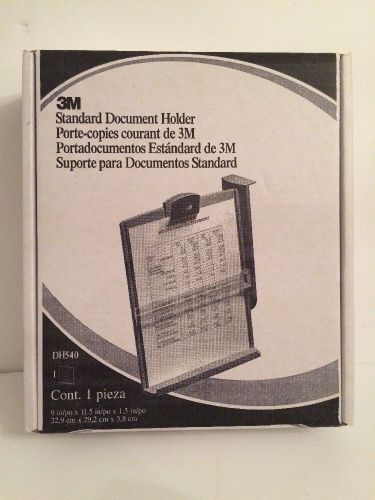 3M
Standard Document Holder
Porte-copies courant de 3M
Portadocumentos Estándard de 3M
Suporte para Documentos Standard
DH540
1
Cont. 1 pieza
9 in/po x 11.5 in/po x 1.5 in/po
22,9 cm x 29,2 cm x 3,8 cm